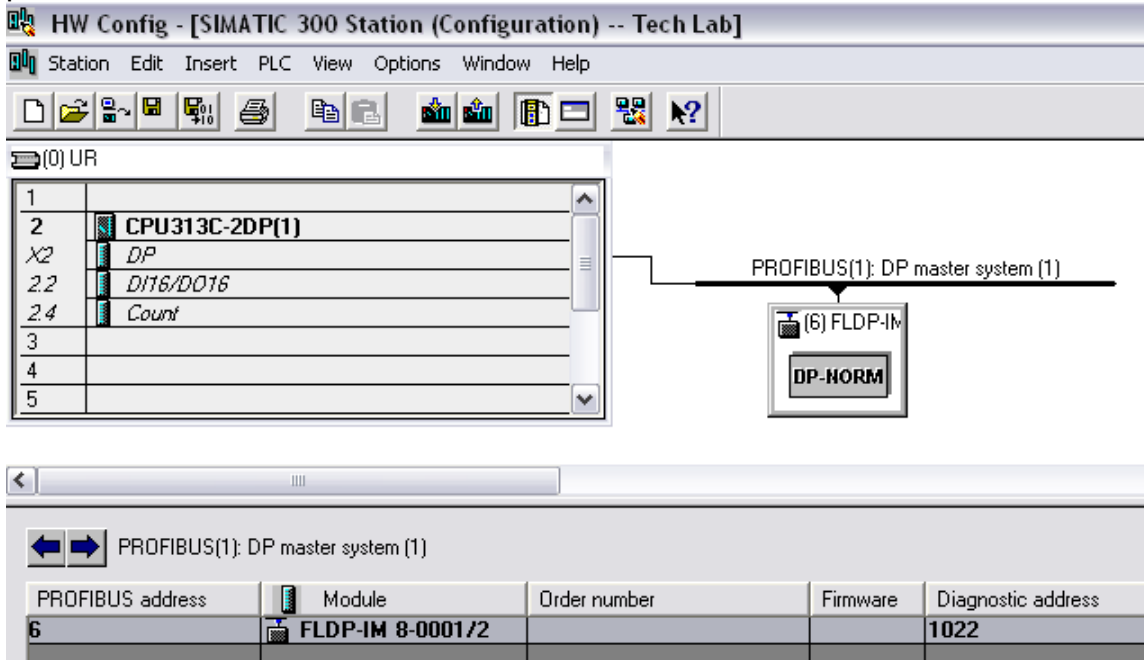 HW Config - [SIMATIC 300 Station (Configuration) -- Tech Lab]
Station Edit Insert PLC View Options Window Help
(0) UR
1
2 CPU313C-2DP(1)
X2 DP
2.2 DI16/DO16
2.4 Count
3
4
5
PROFIBUS(1): DP master system (1)
(6) FLDP-IM
DP-NORM
PROFIBUS(1): DP master system (1)
PROFIBUS address Module Order number Firmware Diagnostic address
6 FLDP-IM 8-0001/2 1022